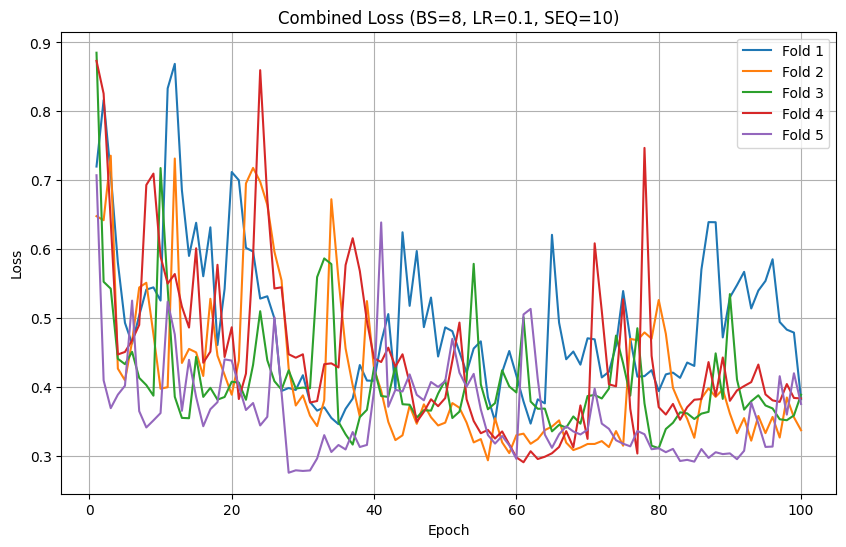 Combined Loss (BS=8, LR=0.1, SEQ=10)
Fold 1
Fold 2
Fold 3
Fold 4
Fold 5
Loss
0.9
0.8
0.7
0.6
0.5
0.4
0.3
0 20 40 60 80 100
Epoch